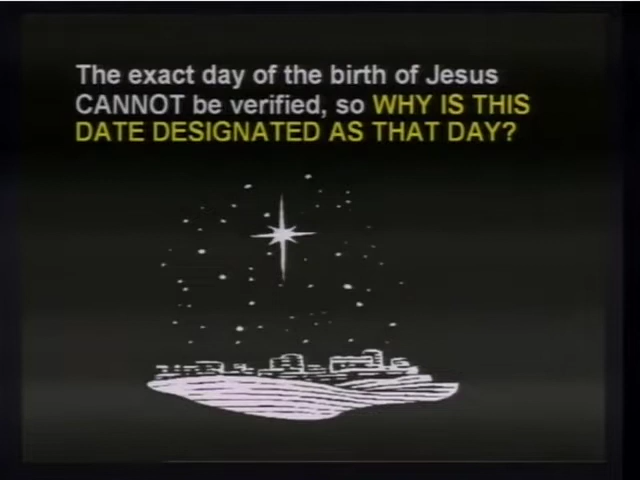 The exact day of the birth of Jesus
CANNOT be verified, so WHY IS THIS
DATE DESIGNATED AS THAT DAY?